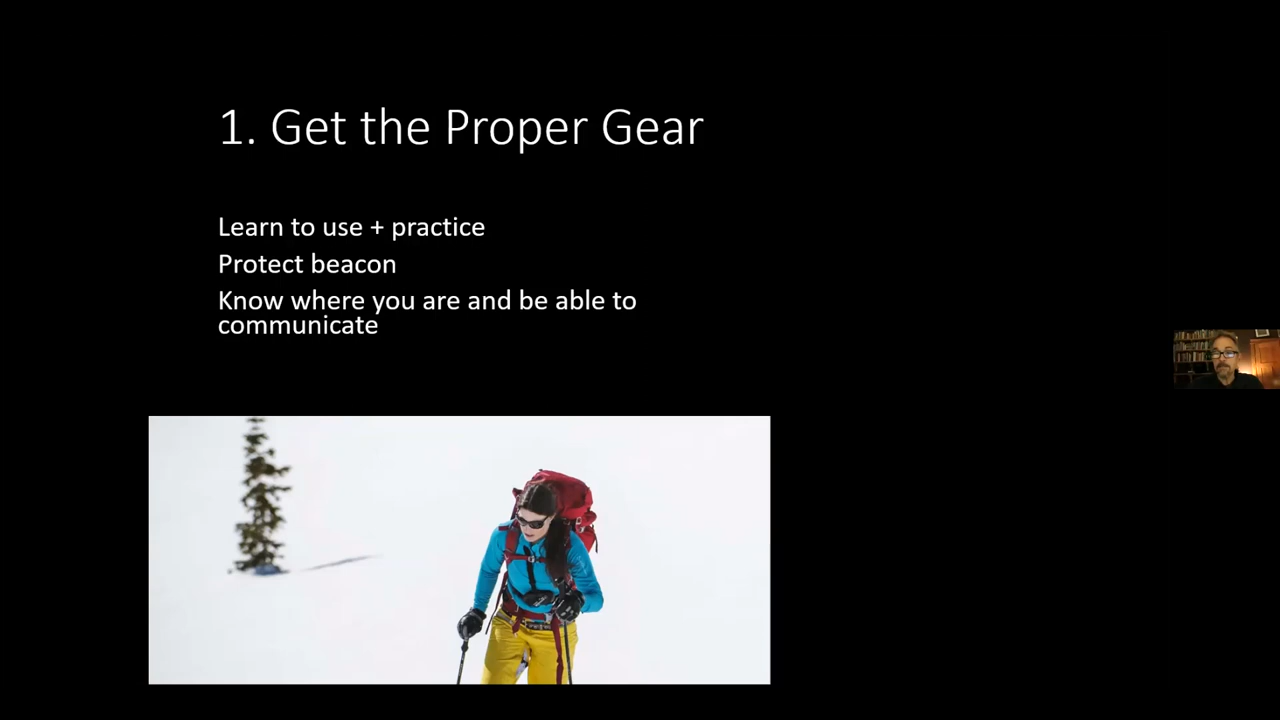 1. Get the Proper Gear
Learn to use + practice
Protect beacon
Know where you are and be able to
communicate